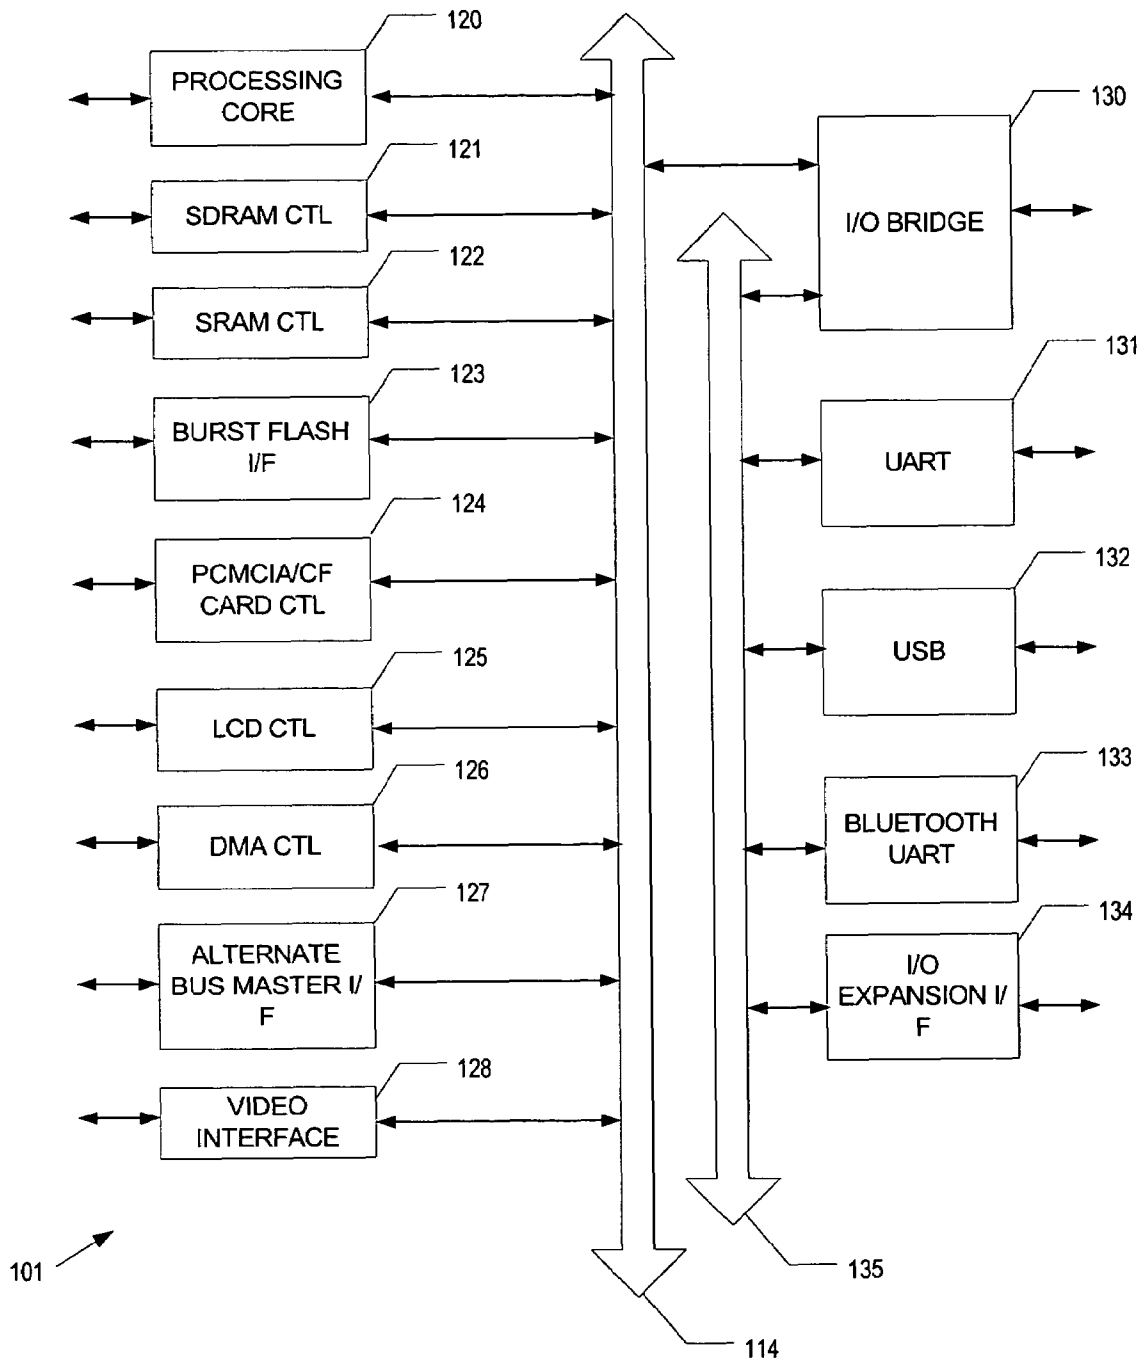 120
PROCESSING
CORE
121
SDRAM CTL
122
SRAM CTL
123
BURST FLASH
I/F
124
PCMCIA/CF
CARD CTL
125
LCD CTL
126
DMA CTL
127
ALTERNATE
BUS MASTER I/
F
128
VIDEO
INTERFACE
101
130
I/O BRIDGE
131
UART
132
USB
133
BLUETOOTH
UART
134
I/O
EXPANSION I/
F
135
114